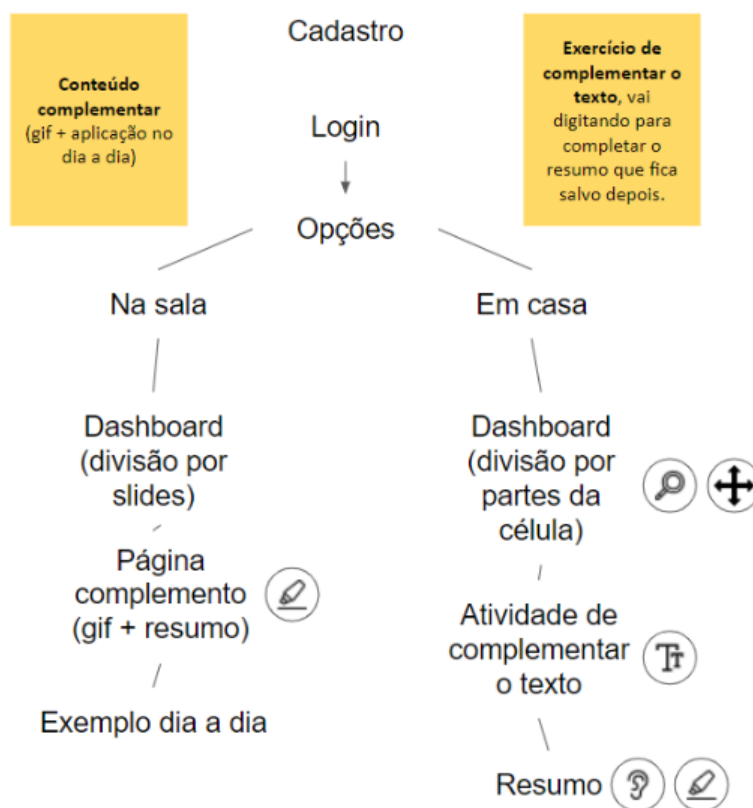 Cadastro
Conteúdo
complementar
(gif + aplicação no
dia a dia)
Exercício de
complementar o
texto, vai
digitando para
completar o
resumo que fica
salvo depois.
Login
Opções
Na sala
Em casa
Dashboard
(divisão por
slides)
Dashboard
(divisão por
partes da
célula)
Página
complemento
(gif + resumo)
Atividade de
complementar
o texto
TT
Exemplo dia a dia
Resumo